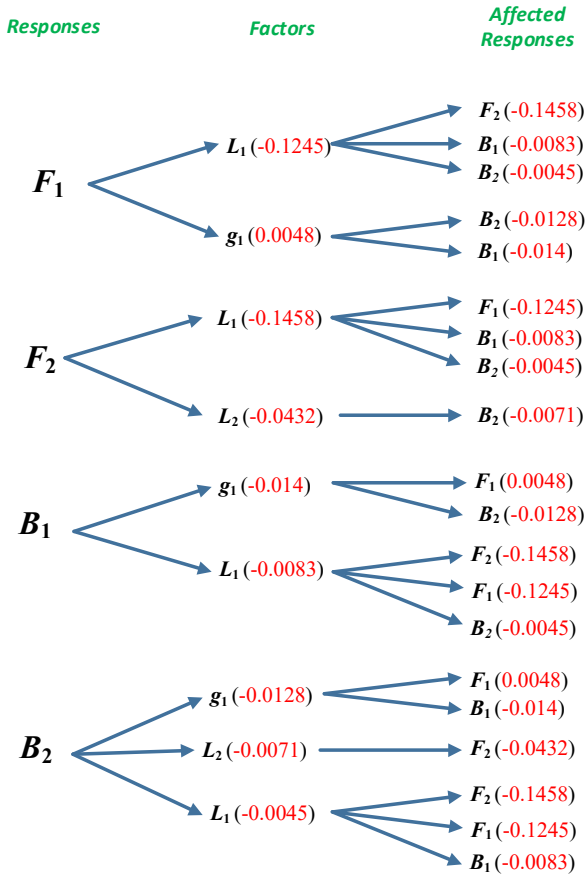 Responses
Factors
Affected
Responses
F₁
L₁ (-0.1245)
F₂ (-0.1458)
B₁ (-0.0083)
B₂ (-0.0045)
g₁ (0.0048)
B₂ (-0.0128)
B₁ (-0.014)
F₂
L₁ (-0.1458)
F₁ (-0.1245)
B₁ (-0.0083)
B₂ (-0.0045)
L₂ (-0.0432)
B₂ (-0.0071)
B₁
g₁ (-0.014)
F₁ (0.0048)
B₂ (-0.0128)
L₁ (-0.0083)
F₂ (-0.1458)
F₁ (-0.1245)
B₂ (-0.0045)
B₂
g₁ (-0.0128)
F₁ (0.0048)
B₁ (-0.014)
L₂ (-0.0071)
F₂ (-0.0432)
L₁ (-0.0045)
F₂ (-0.1458)
F₁ (-0.1245)
B₁ (-0.0083)